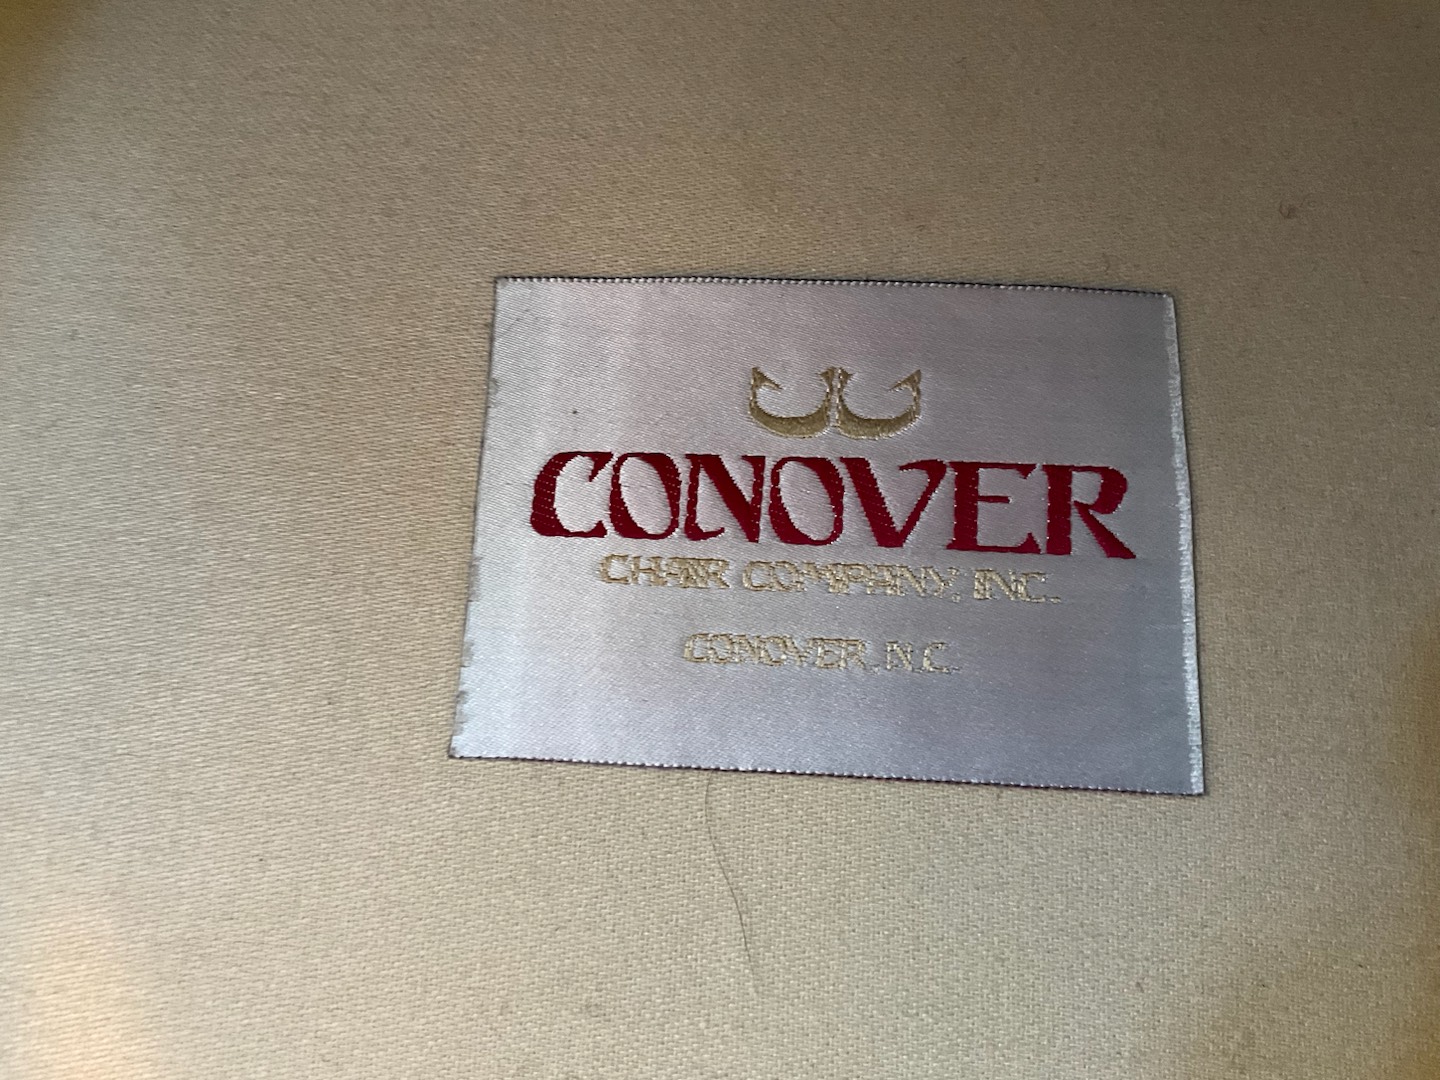 CONOVER
CHAIR COMPANY, INC.
CONOVER, N.C.